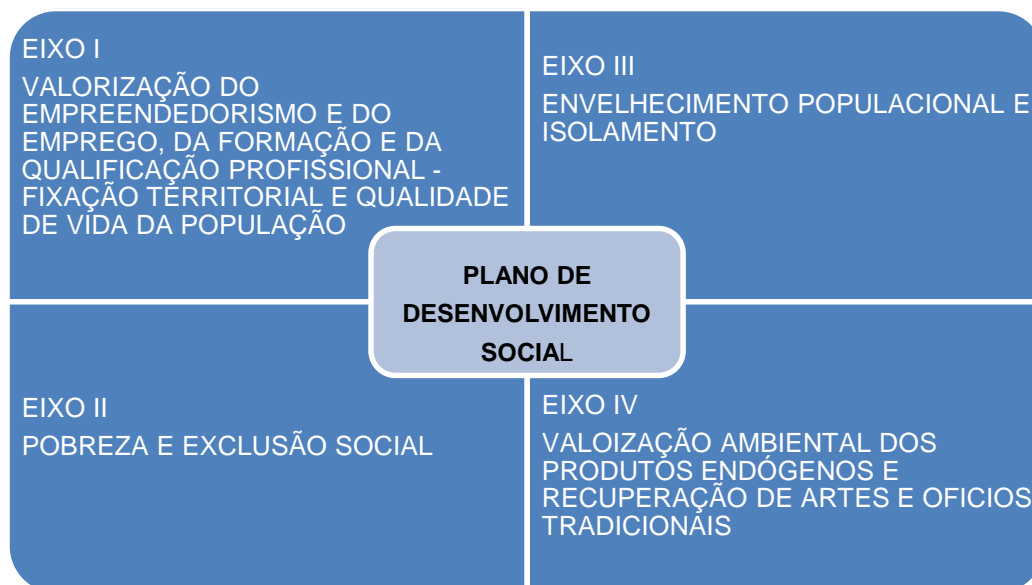 EIXO I
VALORIZAÇÃO DO
EMPREENDEDORISMO E DO
EMPREGO, DA FORMAÇÃO E DA
QUALIFICAÇÃO PROFISSIONAL -
FIXAÇÃO TERRITORIAL E QUALIDADE
DE VIDA DA POPULAÇÃO
EIXO III
ENVELHECIMENTO POPULACIONAL E
ISOLAMENTO
PLANO DE
DESENVOLVIMENTO
SOCIAL
EIXO II
POBREZA E EXCLUSÃO SOCIAL
EIXO IV
VALOIZAÇÃO AMBIENTAL DOS
PRODUTOS ENDÓGENOS E
RECUPERAÇÃO DE ARTES E OFICIOS
TRADICIONAIS